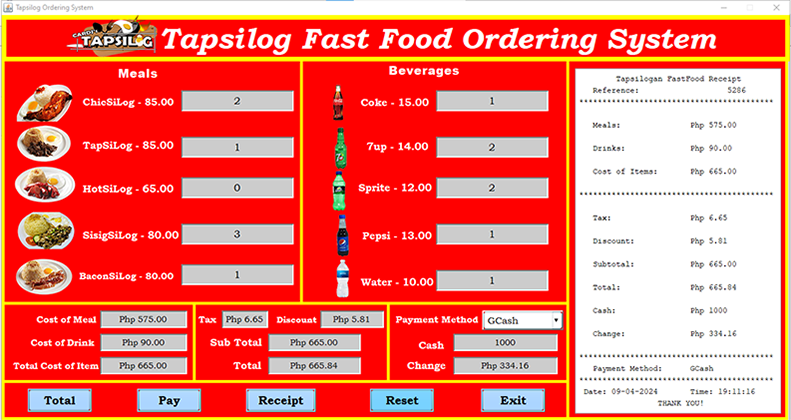 Tapsilog Ordering System
CARDI'S
TAPSILOG
Tapsilog Fast Food Ordering System
Meals
ChicSiLog - 85.00 2
TapSiLog - 85.00 1
HotSiLog - 65.00 0
SisigSiLog - 80.00 3
BaconSiLog - 80.00 1
Beverages
Coke - 15.00 1
7up - 14.00 2
Sprite - 12.00 2
Pepsi - 13.00 1
Water - 10.00 1
Cost of Meal Php 575.00
Cost of Drink Php 90.00
Total Cost of Item Php 665.00
Tax Php 6.65 Discount Php 5.81
Sub Total Php 665.00
Total Php 665.84
Payment Method GCash
Cash 1000
Change Php 334.16
Total Pay Receipt Reset Exit
Tapsilogan FastFood Receipt
Reference: 5286
*******************************************
Meals: Php 575.00
Drinks: Php 90.00
Cost of Items: Php 665.00
*******************************************
Tax: Php 6.65
Discount: Php 5.81
Subtotal: Php 665.00
Total: Php 665.84
Cash: Php 1000
Change: Php 334.16
*******************************************
Payment Method: GCash
*******************************************
Date: 09-04-2024 Time: 19:11:16
THANK YOU!